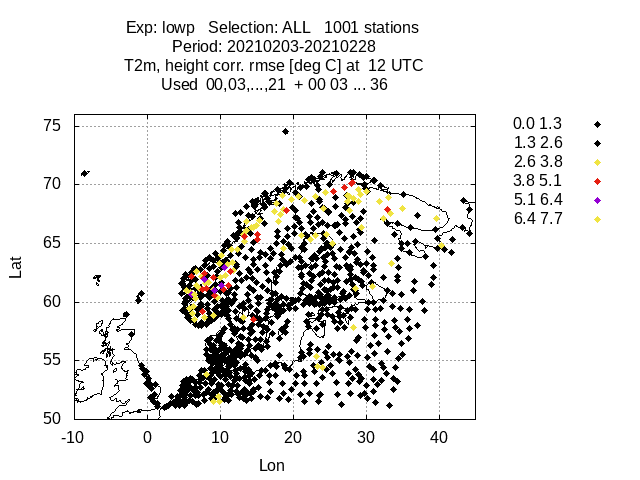 Exp: lowp   Selection: ALL   1001 stations
Period: 20210203-20210228
T2m, height corr. rmse [deg C] at  12 UTC
Used  00,03,...,21  + 00 03 ... 36
0.0 1.3
1.3 2.6
2.6 3.8
3.8 5.1
5.1 6.4
6.4 7.7
75
70
65
60
55
50
Lat
-10 0 10 20 30 40
Lon